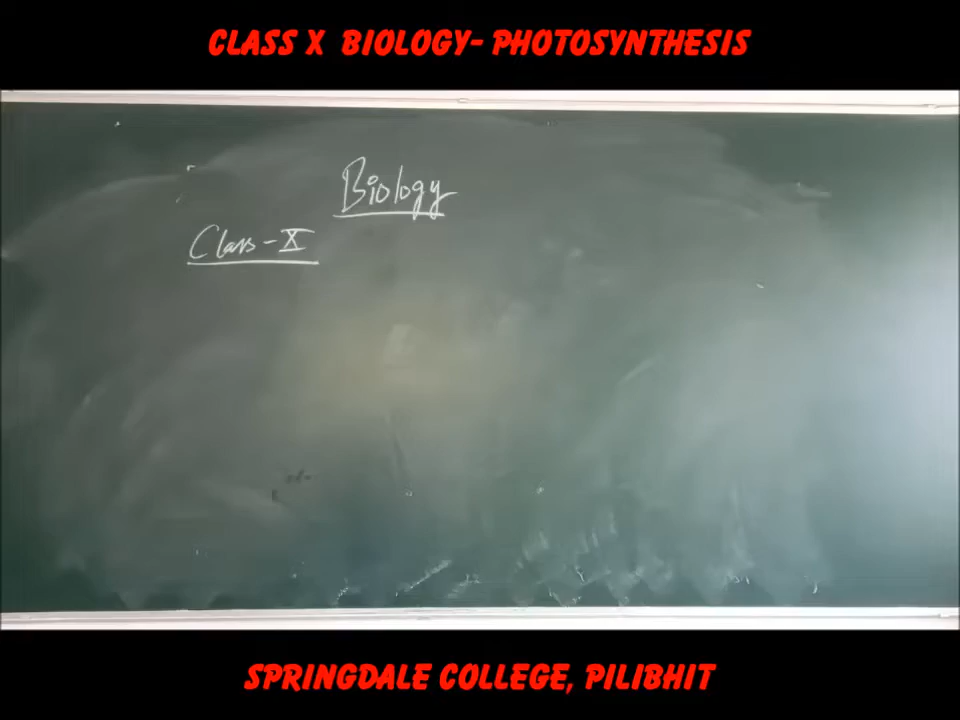 CLASS X BIOLOGY- PHOTOSYNTHESIS
Biology
Class - X
SPRINGDALE COLLEGE, PILIBHIT